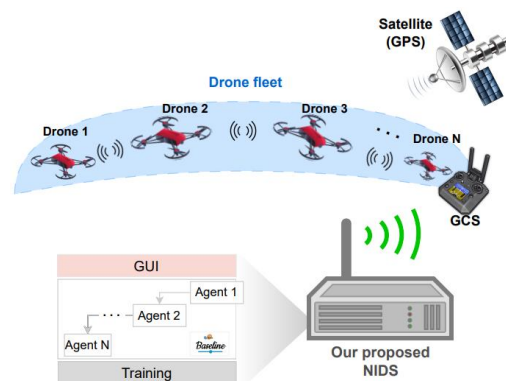 Satellite
(GPS)
Drone fleet
Drone 1
Drone 2
Drone 3
. . .
Drone N
GCS
GUI
Agent 1
. . .
Agent 2
Agent N
Baseline
Training
Our proposed
NIDS